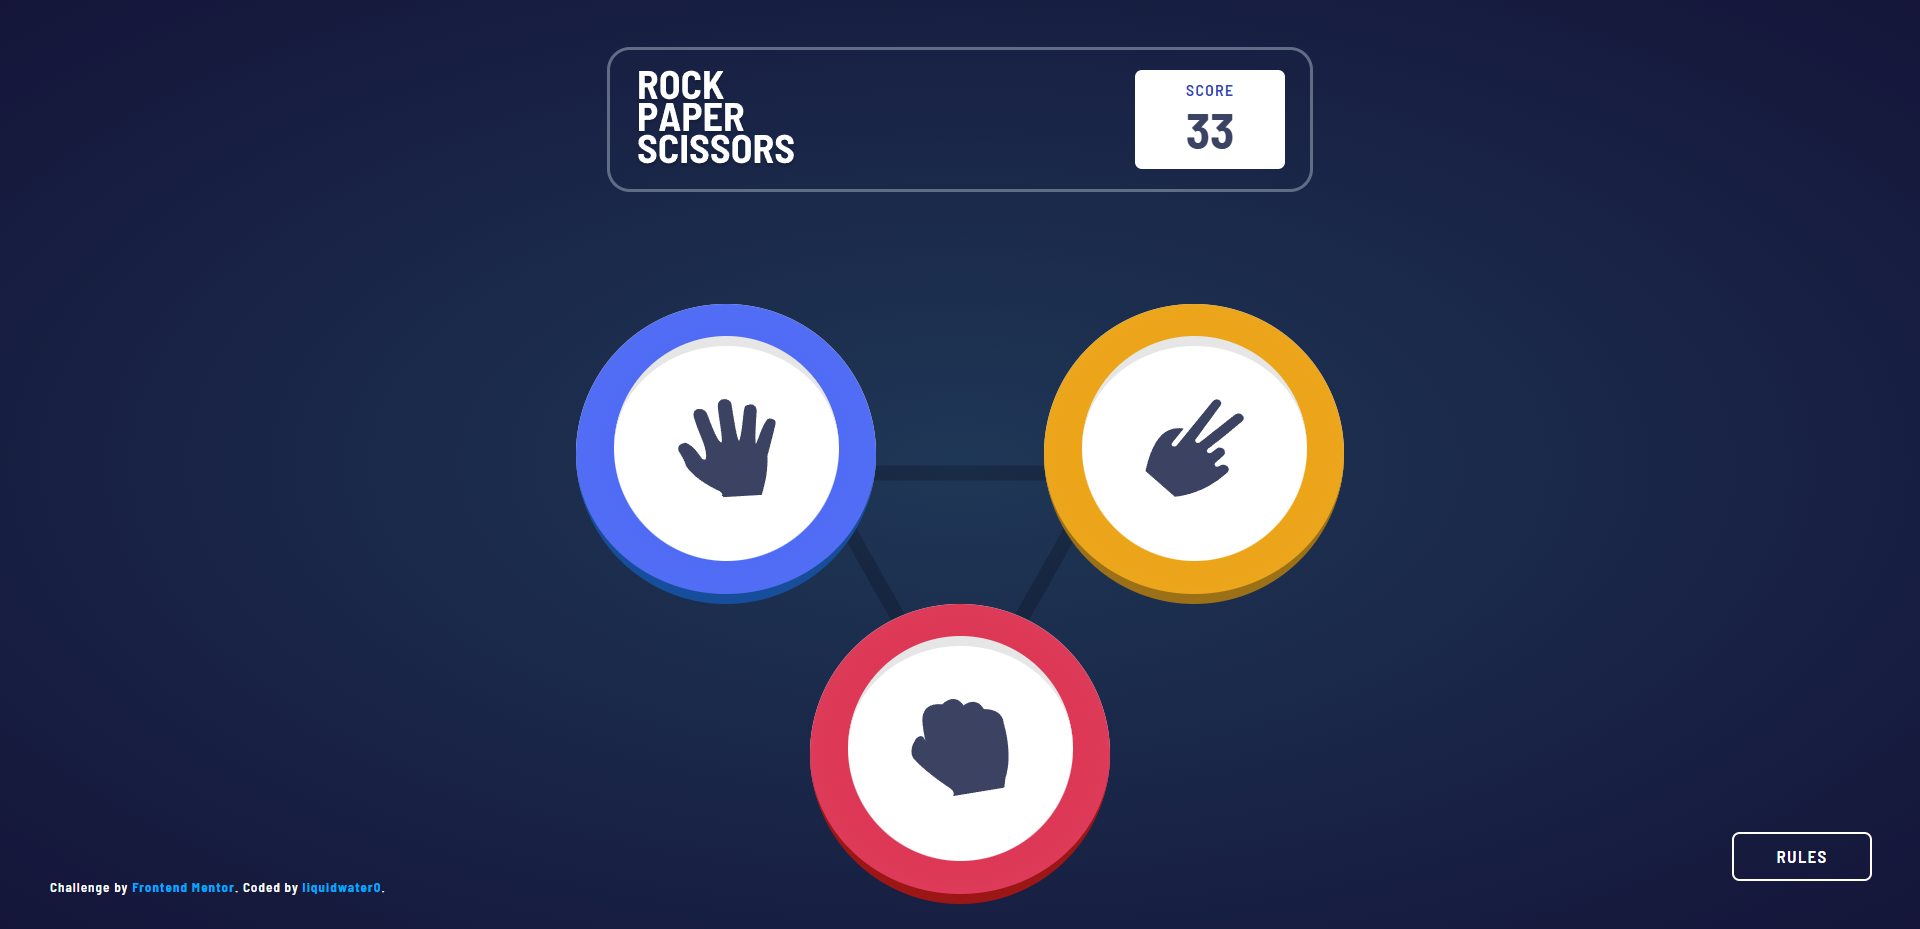 ROCK
PAPER
SCISSORS
SCORE
33
RULES
Challenge by Frontend Mentor. Coded by liquidwater0.